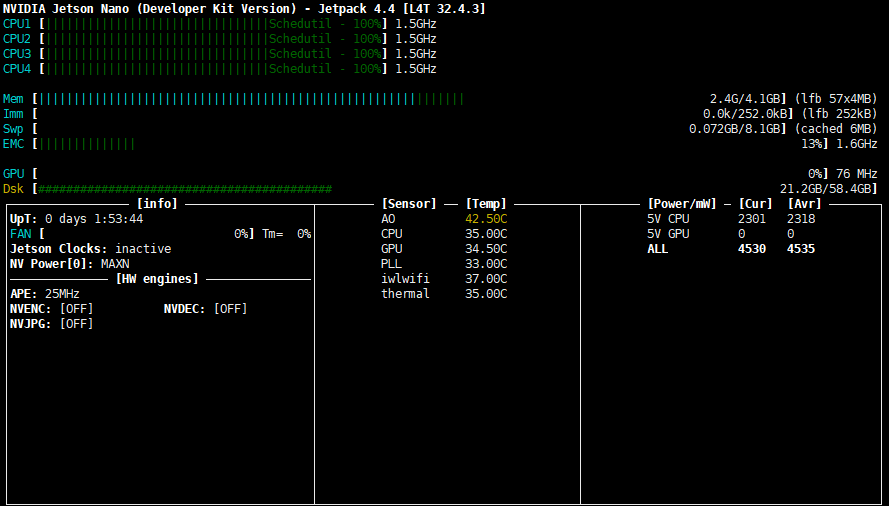 NVIDIA Jetson Nano (Developer Kit Version) - Jetpack 4.4 [L4T 32.4.3]
CPU1 [||||||||||||||||||||||||||||||||Schedutil - 100%] 1.5GHz
CPU2 [||||||||||||||||||||||||||||||||Schedutil - 100%] 1.5GHz
CPU3 [||||||||||||||||||||||||||||||||Schedutil - 100%] 1.5GHz
CPU4 [||||||||||||||||||||||||||||||||Schedutil - 100%] 1.5GHz
Mem [||||||||||||||||||||||||||||||||||||||||||||||||||||||||||||| 2.4G/4.1GB] (lfb 57x4MB)
Imm [ 0.0k/252.0kB] (lfb 252kB)
Swp [ 0.072GB/8.1GB] (cached 6MB)
EMC [|||||||||||||| 13%] 1.6GHz
GPU [ 0%] 76 MHz
Dsk [########################################## 21.2GB/58.4GB]
[info] [Sensor] [Temp] [Power/mW] [Cur] [Avr]
UpT: 0 days 1:53:44 AO 42.50C 5V CPU 2301 2318
FAN [ 0%] Tm= 0% CPU 35.00C 5V GPU 0 0
Jetson Clocks: inactive GPU 34.50C ALL 4530 4535
NV Power[0]: MAXN PLL 33.00C
[HW engines] iwlwifi 37.00C
APE: 25MHz thermal 35.00C
NVENC: [OFF] NVDEC: [OFF]
NVJPG: [OFF]